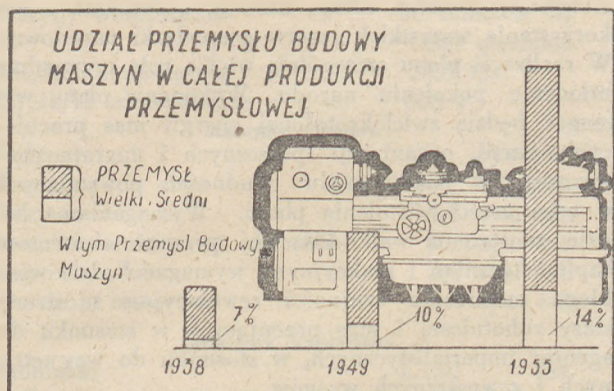 UDZIAŁ PRZEMYSŁU BUDOWY
MASZYN W CAŁEJ PRODUKCJI
PRZEMYSŁOWEJ
PRZEMYSŁ
Wielki i Średni
W tym Przemysł Budowy
Maszyn
7%
10%
14%
1938
1949
1955